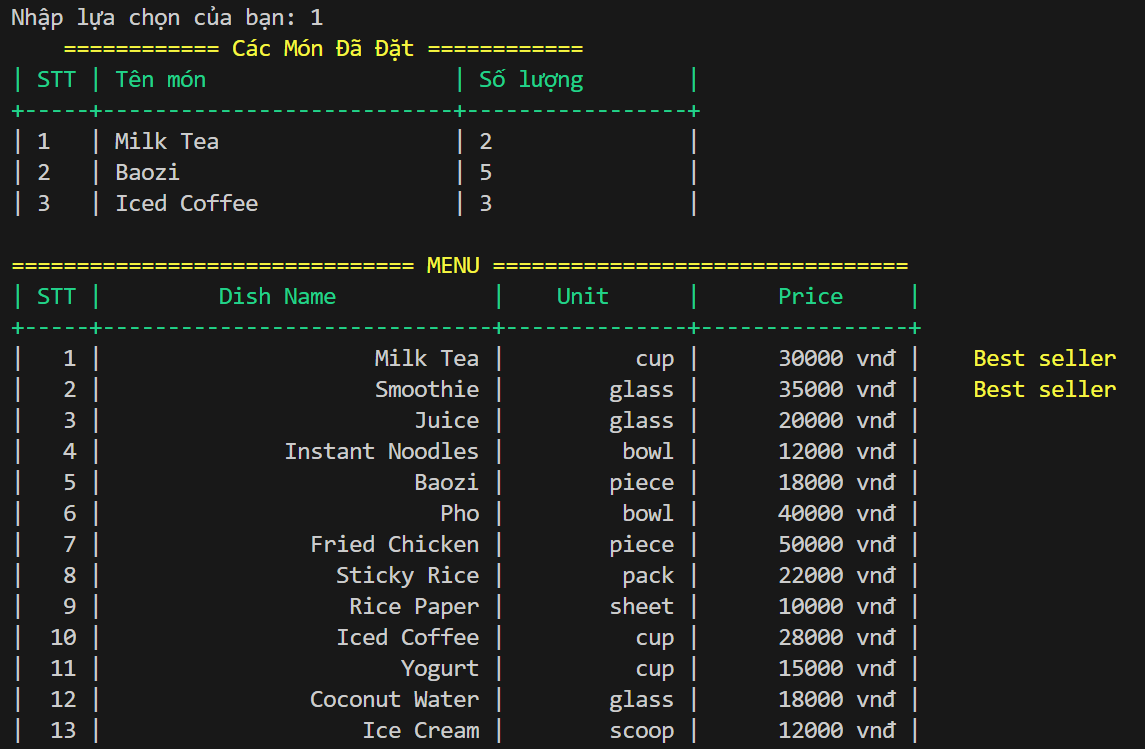 Nhập lựa chọn của bạn: 1
============ Các Món Đã Đặt ============
| STT | Tên món                   | Số lượng        |
+-----+---------------------------+-----------------+
| 1   | Milk Tea                  | 2               |
| 2   | Baozi                     | 5               |
| 3   | Iced Coffee               | 3               |
=============================== MENU ================================
| STT |         Dish Name            |    Unit      |      Price     |
+-----+------------------------------+--------------+----------------+
|   1 |                     Milk Tea |          cup |      30000 vnđ |    Best seller
|   2 |                     Smoothie |        glass |      35000 vnđ |    Best seller
|   3 |                        Juice |        glass |      20000 vnđ |
|   4 |              Instant Noodles |         bowl |      12000 vnđ |
|   5 |                        Baozi |        piece |      18000 vnđ |
|   6 |                          Pho |         bowl |      40000 vnđ |
|   7 |                Fried Chicken |        piece |      50000 vnđ |
|   8 |                  Sticky Rice |         pack |      22000 vnđ |
|   9 |                   Rice Paper |        sheet |      10000 vnđ |
|  10 |                  Iced Coffee |          cup |      28000 vnđ |
|  11 |                       Yogurt |          cup |      15000 vnđ |
|  12 |                Coconut Water |        glass |      18000 vnđ |
|  13 |                    Ice Cream |        scoop |      12000 vnđ |